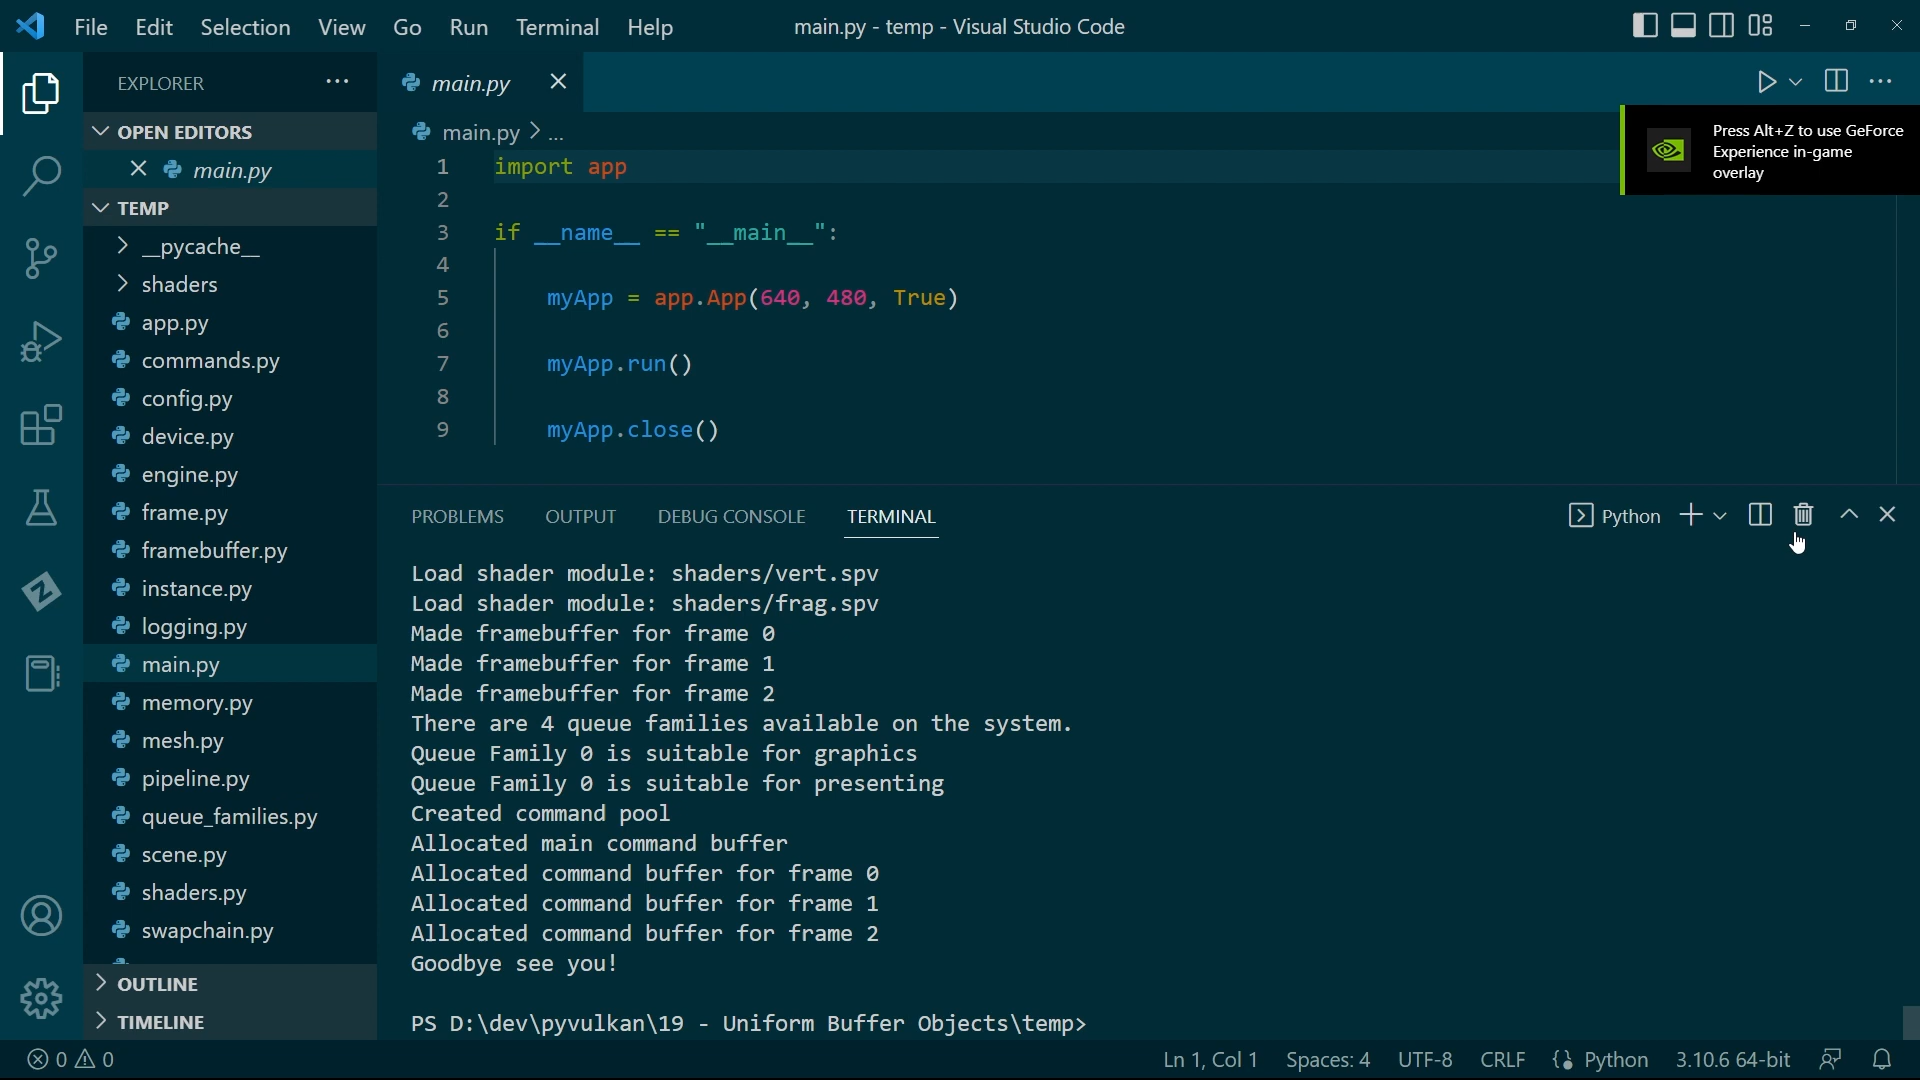 File Edit Selection View Go Run Terminal Help main.py - temp - Visual Studio Code
EXPLORER
OPEN EDITORS
main.py
TEMP
__pycache__
shaders
app.py
commands.py
config.py
device.py
engine.py
frame.py
framebuffer.py
instance.py
logging.py
main.py
memory.py
mesh.py
pipeline.py
queue_families.py
scene.py
shaders.py
swapchain.py
OUTLINE
TIMELINE
main.py
main.py > ...
1 import app
2
3 if __name__ == "__main__":
4
5 myApp = app.App(640, 480, True)
6
7 myApp.run()
8
9 myApp.close()
Press Alt+Z to use GeForce
Experience in-game
overlay
PROBLEMS OUTPUT DEBUG CONSOLE TERMINAL Python
Load shader module: shaders/vert.spv
Load shader module: shaders/frag.spv
Made framebuffer for frame 0
Made framebuffer for frame 1
Made framebuffer for frame 2
There are 4 queue families available on the system.
Queue Family 0 is suitable for graphics
Queue Family 0 is suitable for presenting
Created command pool
Allocated main command buffer
Allocated command buffer for frame 0
Allocated command buffer for frame 1
Allocated command buffer for frame 2
Goodbye see you!
PS D:\dev\pyvulkan\19 - Uniform Buffer Objects\temp>
0 0 Ln 1, Col 1 Spaces: 4 UTF-8 CRLF Python 3.10.6 64-bit